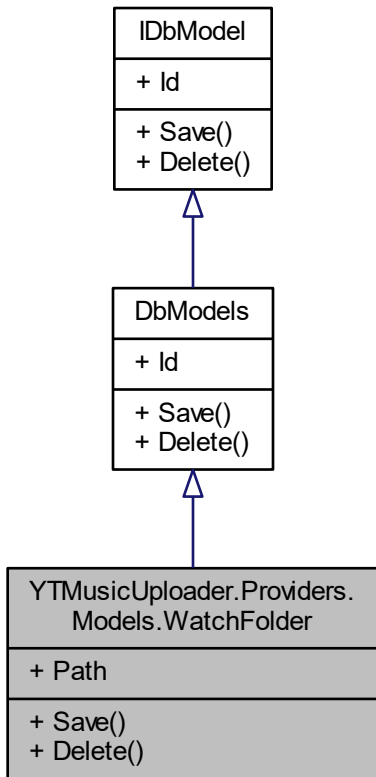 IDbModel
+ Id
+ Save()
+ Delete()
DbModels
+ Id
+ Save()
+ Delete()
YTMusicUploader.Providers.
Models.WatchFolder
+ Path
+ Save()
+ Delete()